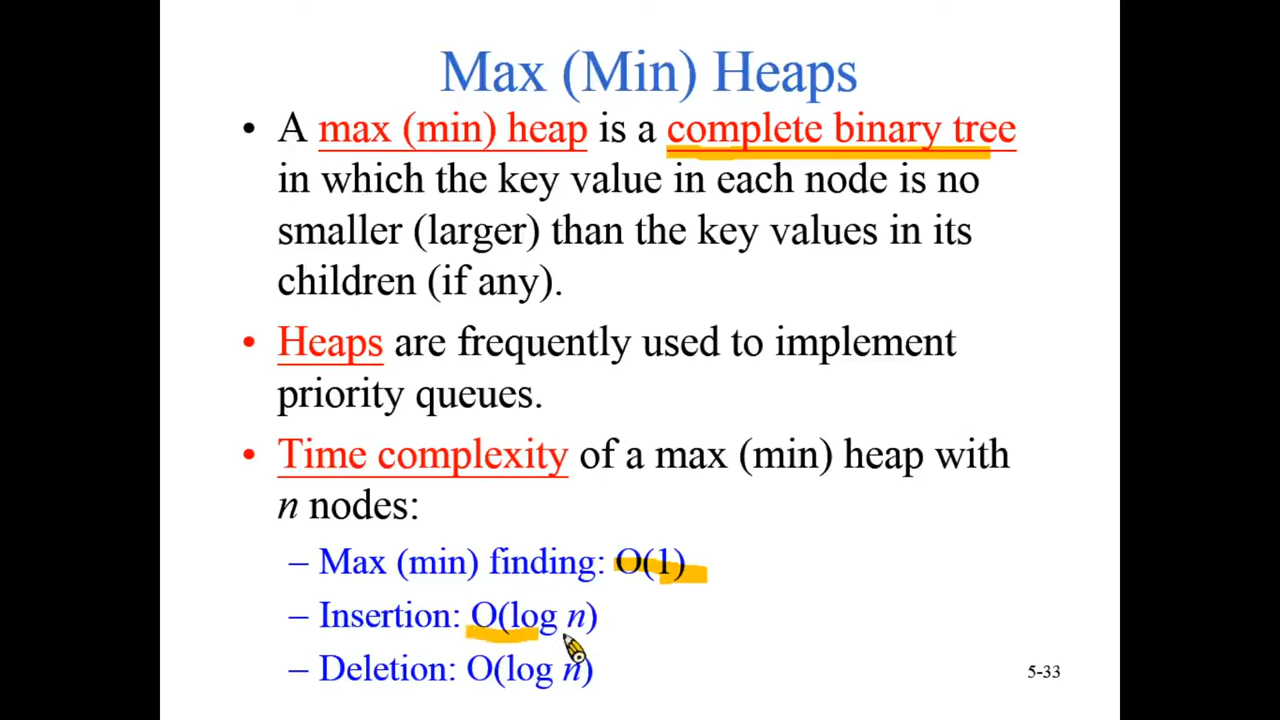 Max (Min) Heaps
• A max (min) heap is a complete binary tree
in which the key value in each node is no
smaller (larger) than the key values in its
children (if any).
• Heaps are frequently used to implement
priority queues.
• Time complexity of a max (min) heap with
n nodes:
– Max (min) finding: O(1)
– Insertion: O(log n)
– Deletion: O(log n)
5-33